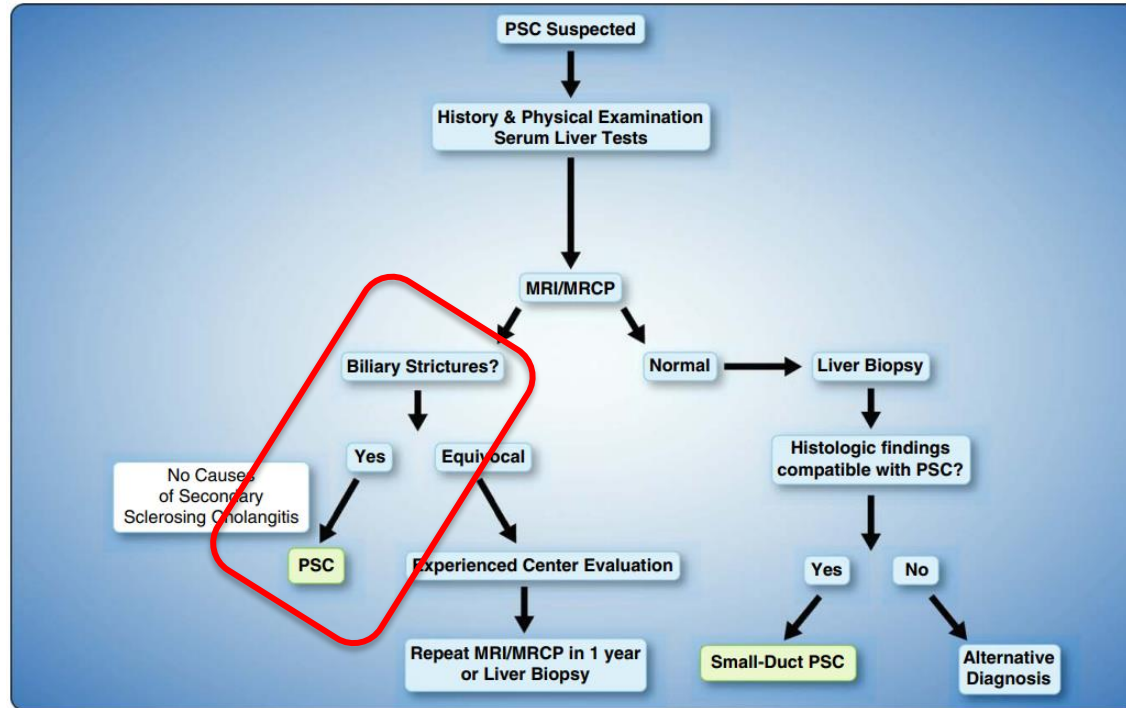 PSC Suspected
History & Physical Examination
Serum Liver Tests
MRI/MRCP
Biliary Strictures?
Normal
Liver Biopsy
Yes
Equivocal
Histologic findings
compatible with PSC?
No Causes
of Secondary
Sclerosing Cholangitis
PSC
Experienced Center Evaluation
Yes
No
Repeat MRI/MRCP in 1 year
or Liver Biopsy
Small-Duct PSC
Alternative
Diagnosis